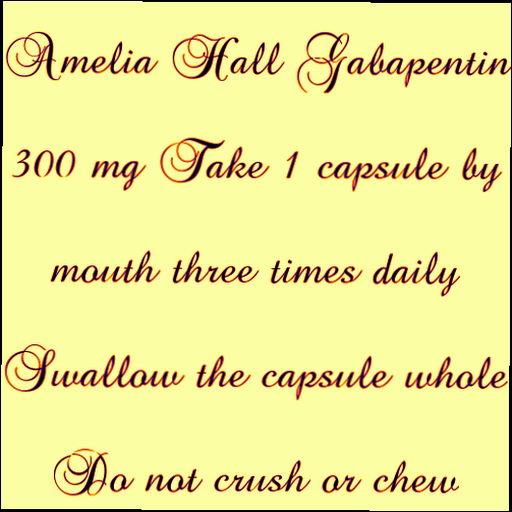 Amelia Hall Gabapentin
300 mg Take 1 capsule by
mouth three times daily
Swallow the capsule whole
Do not crush or chew